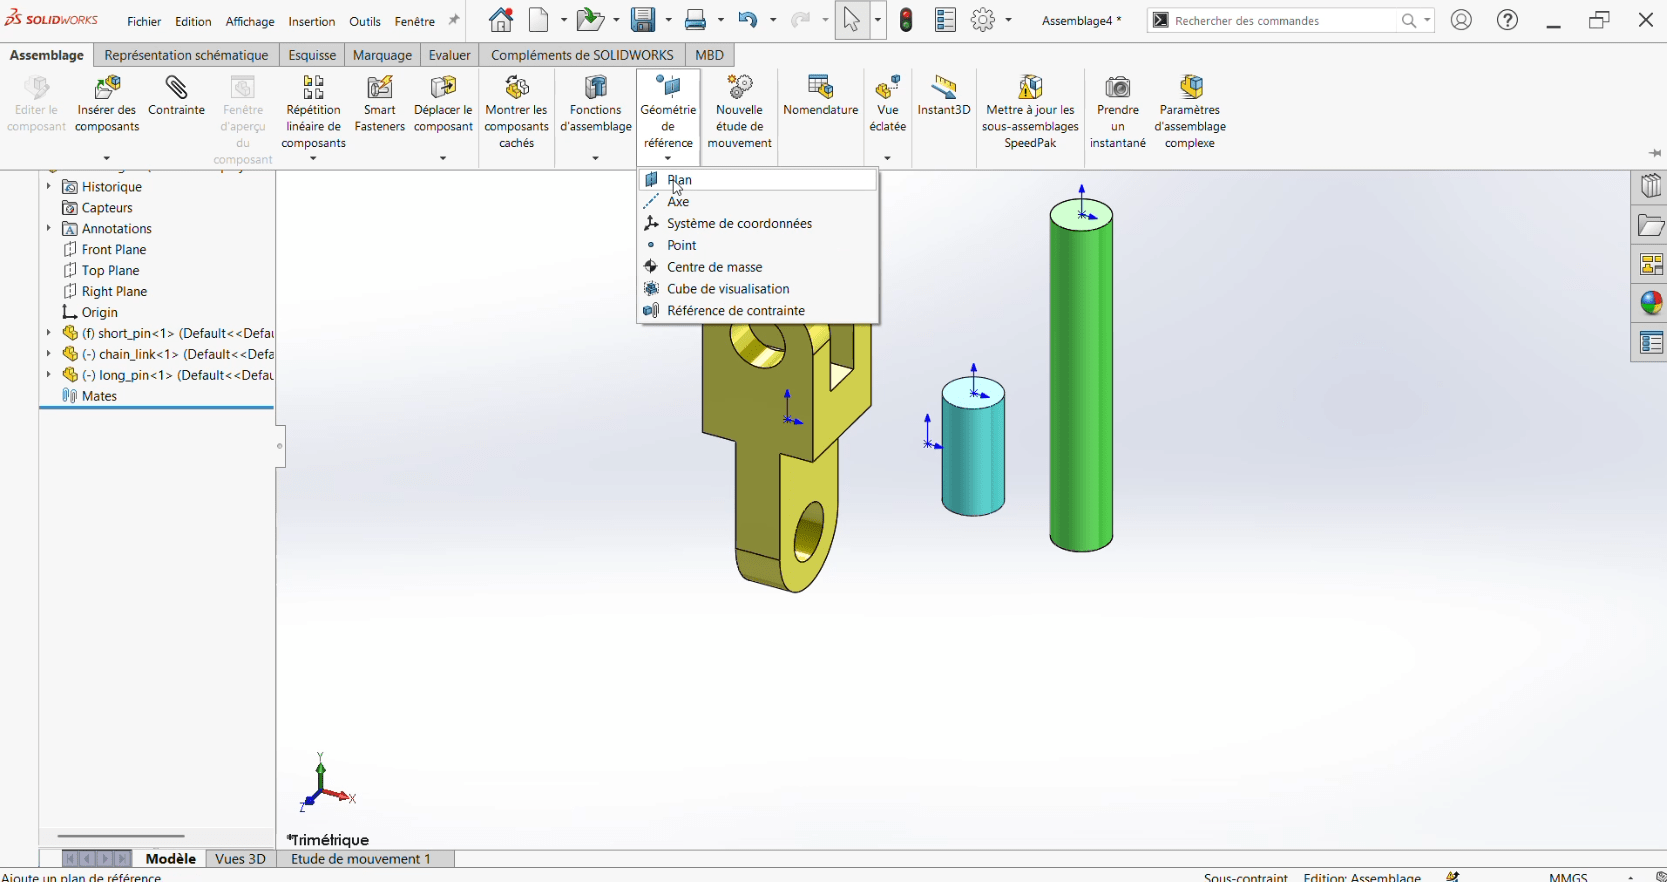 SOLIDWORKS
Fichier Edition Affichage Insertion Outils Fenêtre
Assemblage4 *
Rechercher des commandes
Assemblage Représentation schématique Esquisse Marquage Evaluer Compléments de SOLIDWORKS MBD
Editer le composant
Insérer des composants
Contrainte
Fenêtre d'aperçu du composant
Répétition linéaire de composants
Smart Fasteners
Déplacer le composant
Montrer les composants cachés
Fonctions d'assemblage
Géométrie de référence
Nouvelle étude de mouvement
Nomenclature
Vue éclatée
Instant3D
Mettre à jour les sous-assemblages SpeedPak
Prendre un instantané
Paramètres d'assemblage complexe
Plan
Axe
Système de coordonnées
Point
Centre de masse
Cube de visualisation
Référence de contrainte
Historique
Capteurs
Annotations
Front Plane
Top Plane
Right Plane
Origin
(f) short_pin<1> (Default<<Defau
(-) chain_link<1> (Default<<Defa
(-) long_pin<1> (Default<<Defau
Mates
Y
X
Z
*Trimétrique
Modèle Vues 3D Etude de mouvement 1
Ajoute un plan de référence
Sous-contraint Edition: Assemblage MMGS